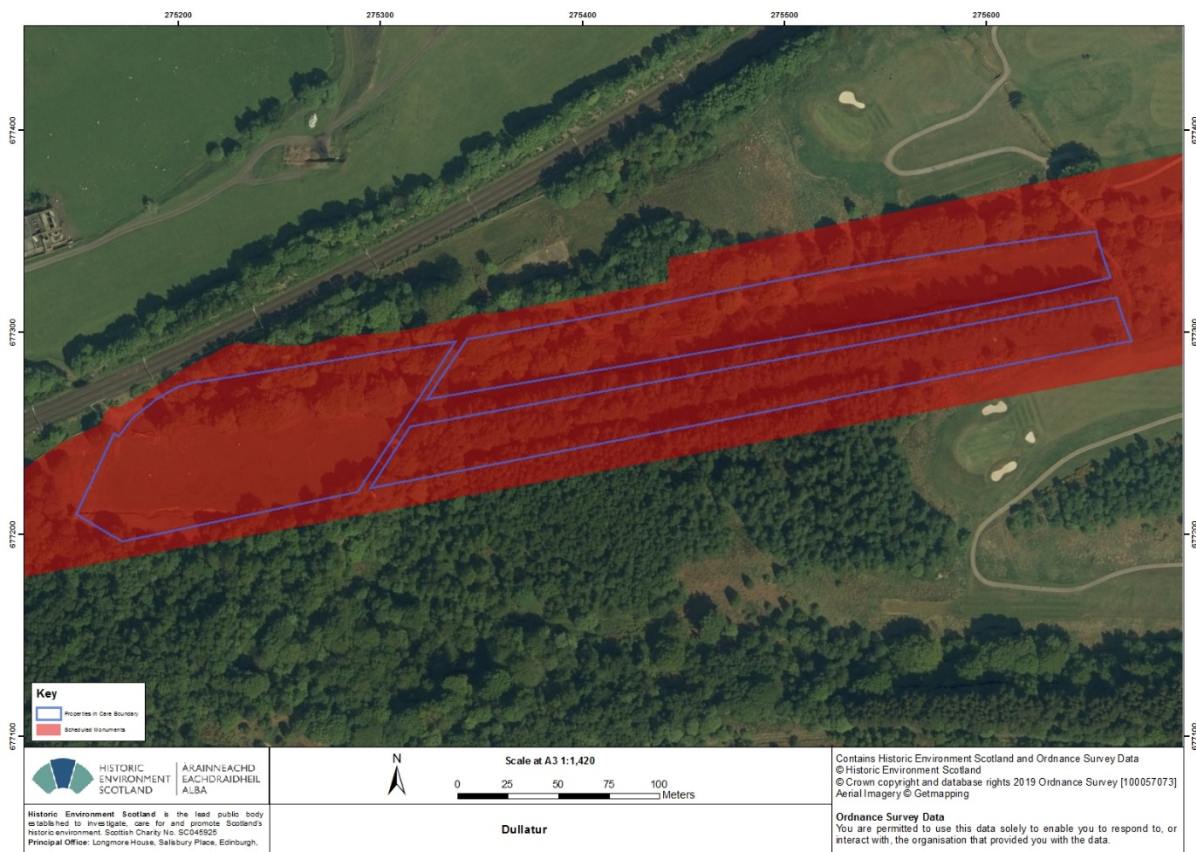 275200 275300 275400 275500 275600
677400 677400
677300 677300
677200 677200
677100 677100
Key
Properties in Care Boundary
Scheduled Monuments
HISTORIC
ENVIRONMENT
SCOTLAND
ÀRAINNEACHD
EACHDRAIDHEIL
ALBA
Historic Environment Scotland is the lead public body
established to investigate, care for and promote Scotland's
historic environment. Scottish Charity No. SC045925
Principal Office: Longmore House, Salisbury Place, Edinburgh,
N
Scale at A3 1:1,420
0 25 50 75 100
Meters
Dullatur
Contains Historic Environment Scotland and Ordnance Survey Data
© Historic Environment Scotland
© Crown copyright and database rights 2019 Ordnance Survey [100057073]
Aerial Imagery © Getmapping
Ordnance Survey Data
You are permitted to use this data solely to enable you to respond to, or
interact with, the organisation that provided you with the data.